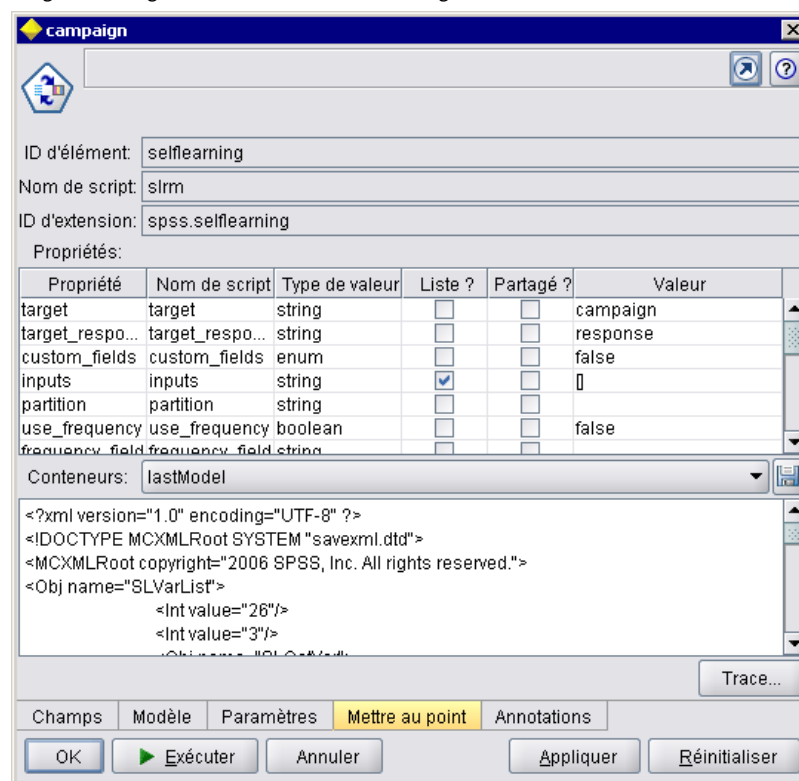 campaign
ID d'élément: selflearning
Nom de script: slrm
ID d'extension: spss.selflearning
Propriétés:
Propriété Nom de script Type de valeur Liste ? Partagé ? Valeur
target target string campaign
target_respo... target_respo... string response
custom_fields custom_fields enum false
inputs inputs string []
partition partition string
use_frequency use_frequency boolean false
frequency_field frequency_field string
Conteneurs: lastModel
<?xml version="1.0" encoding="UTF-8" ?>
<!DOCTYPE MCXMLRoot SYSTEM "savexml.dtd">
<MCXMLRoot copyright="2006 SPSS, Inc. All rights reserved.">
<Obj name="SLVarList">
<Int value="26"/>
<Int value="3"/>
Trace...
Champs Modèle Paramètres Mettre au point Annotations
OK Exécuter Annuler Appliquer Réinitialiser